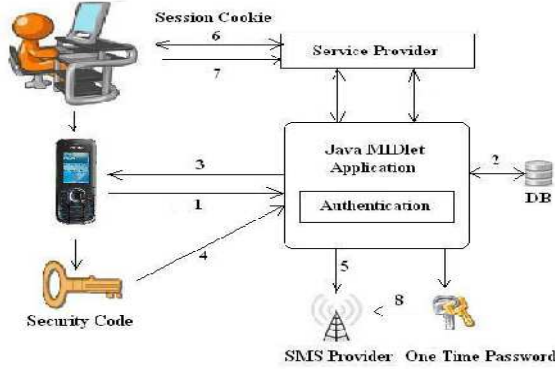 Session Cookie
6
7
Service Provider
3
1
Java MIDlet
Application
Authentication
2
DB
4
5
8
Security Code
SMS Provider
One Time Password